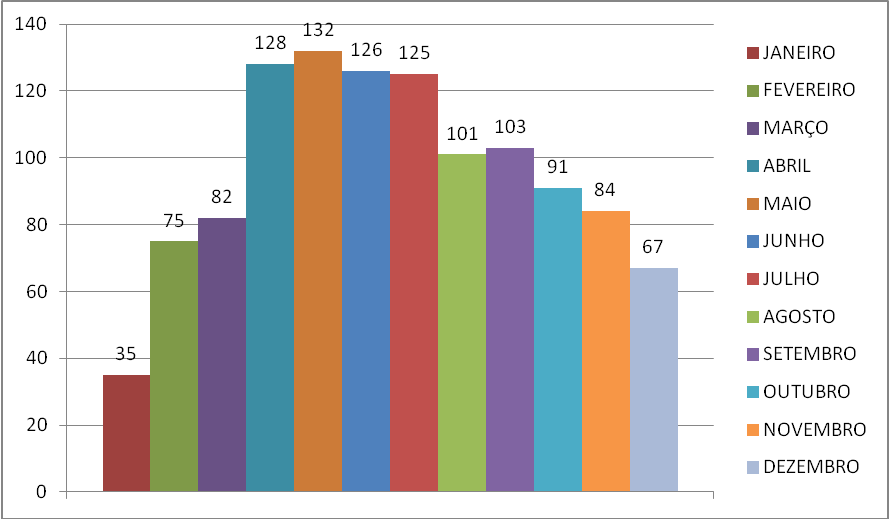 140
120
100
80
60
40
20
0
35
75
82
128
132
126
125
101
103
91
84
67
JANEIRO
FEVEREIRO
MARÇO
ABRIL
MAIO
JUNHO
JULHO
AGOSTO
SETEMBRO
OUTUBRO
NOVEMBRO
DEZEMBRO